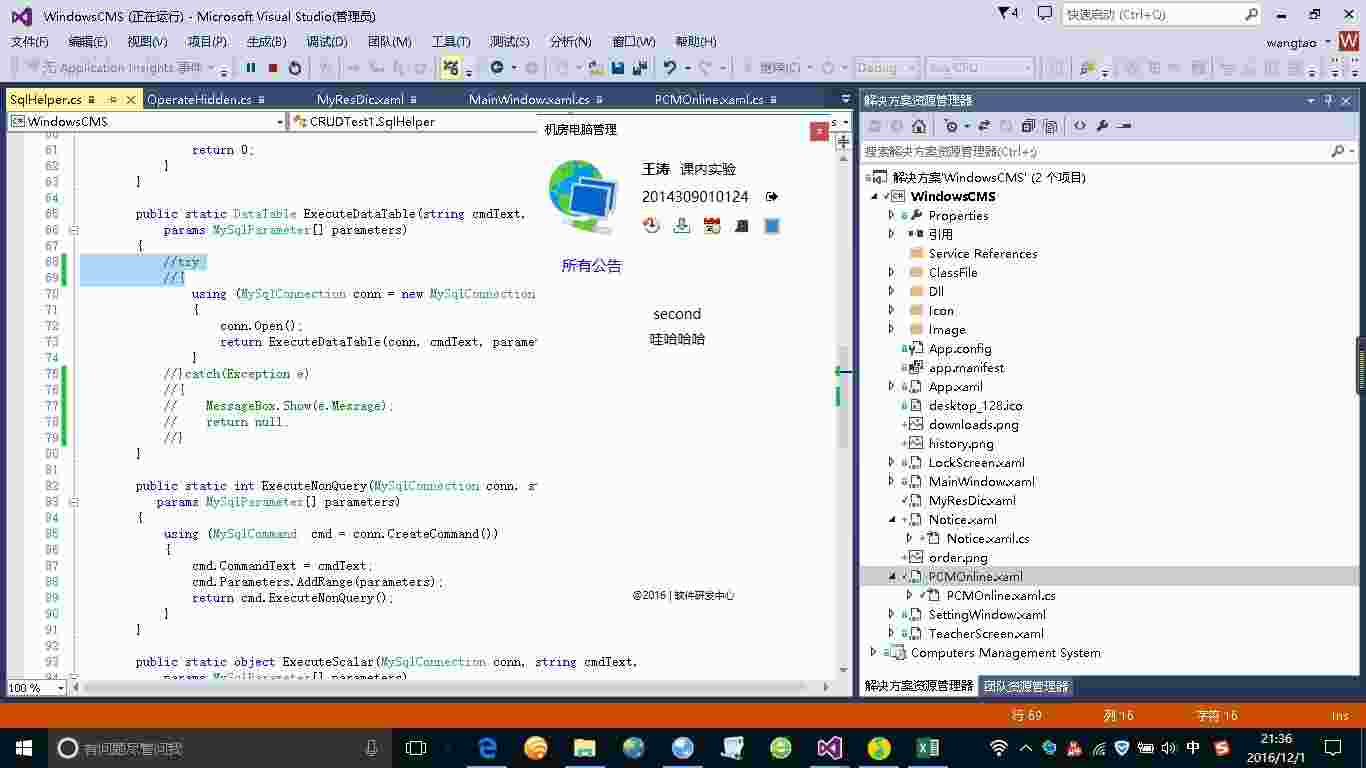 WindowsCMS (正在运行) - Microsoft Visual Studio(管理员)
4
快速启动 (Ctrl+Q)
文件(F) 编辑(E) 视图(V) 项目(P) 生成(B) 调试(D) 团队(M) 工具(T) 测试(S) 分析(N) 窗口(W) 帮助(H)
wangtao
W
无 Application Insights 事件
Debug
Any CPU
SqlHelper.cs
OperateHidden.cs
MyResDic.xaml
MainWindow.xaml.cs
PCMOnline.xaml.cs
WindowsCMS
CRUDTest1.SqlHelper
61 return 0;
62 }
63 }
64
65 public static DataTable ExecuteDataTable(string cmdText,
66 params MySqlParameter[] parameters)
67 {
68 //try
69 //{
70 using (MySqlConnection conn = new MySqlConnection
71 {
72 conn.Open();
73 return ExecuteDataTable(conn, cmdText, parame
74 }
75 //}catch(Exception e)
76 //{
77 // MessageBox.Show(e.Message);
78 // return null.
79 //}
80 }
81
82 public static int ExecuteNonQuery(MySqlConnection conn, st
83 params MySqlParameter[] parameters)
84 {
85 using (MySqlCommand cmd = conn.CreateCommand())
86 {
87 cmd.CommandText = cmdText;
88 cmd.Parameters.AddRange(parameters);
89 return cmd.ExecuteNonQuery();
90 }
91 }
92
93 public static object ExecuteScalar(MySqlConnection conn, string cmdText,
94 params MySqlParameter[] parameters)
100 %
机房电脑管理
王涛 课内实验
2014309010124
所有公告
second
哇哈哈哈
@2016 | 软件研发中心
解决方案资源管理器
搜索解决方案资源管理器(Ctrl+;)
解决方案'WindowsCMS' (2 个项目)
WindowsCMS
Properties
引用
Service References
ClassFile
Dll
Icon
Image
App.config
app.manifest
App.xaml
desktop_128.ico
downloads.png
history.png
LockScreen.xaml
MainWindow.xaml
MyResDic.xaml
Notice.xaml
Notice.xaml.cs
order.png
PCMOnline.xaml
PCMOnline.xaml.cs
SettingWindow.xaml
TeacherScreen.xaml
Computers Management System
解决方案资源管理器 团队资源管理器
行 69 列 16 字符 16 Ins
有问题尽管问我
中
21:36
2016/12/1